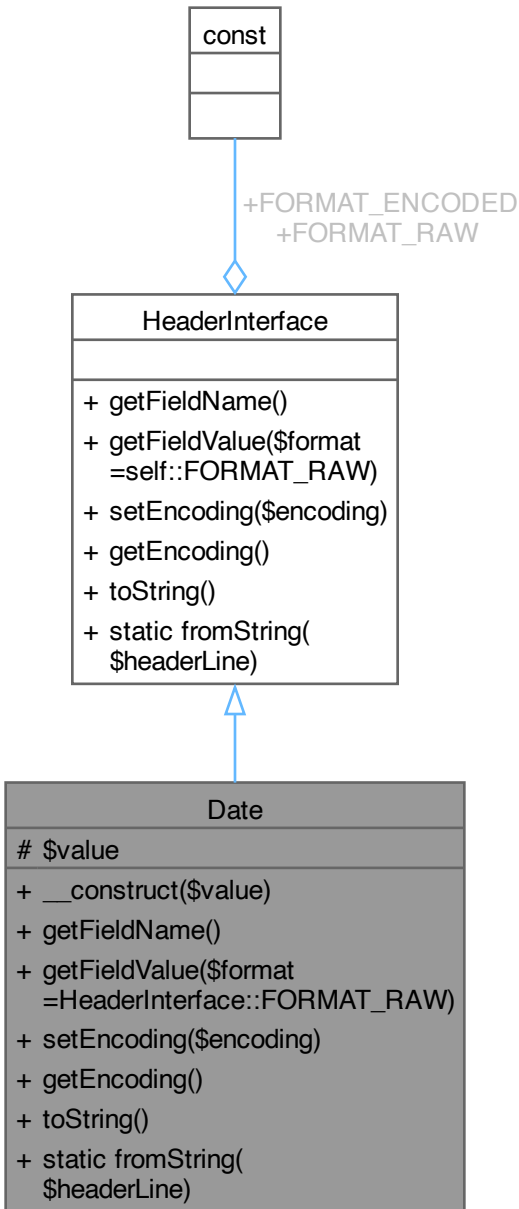 const
+FORMAT_ENCODED
+FORMAT_RAW
HeaderInterface
+ getFieldName()
+ getFieldValue($format
=self::FORMAT_RAW)
+ setEncoding($encoding)
+ getEncoding()
+ toString()
+ static fromString(
$headerLine)
Date
# $value
+ __construct($value)
+ getFieldName()
+ getFieldValue($format
=HeaderInterface::FORMAT_RAW)
+ setEncoding($encoding)
+ getEncoding()
+ toString()
+ static fromString(
$headerLine)